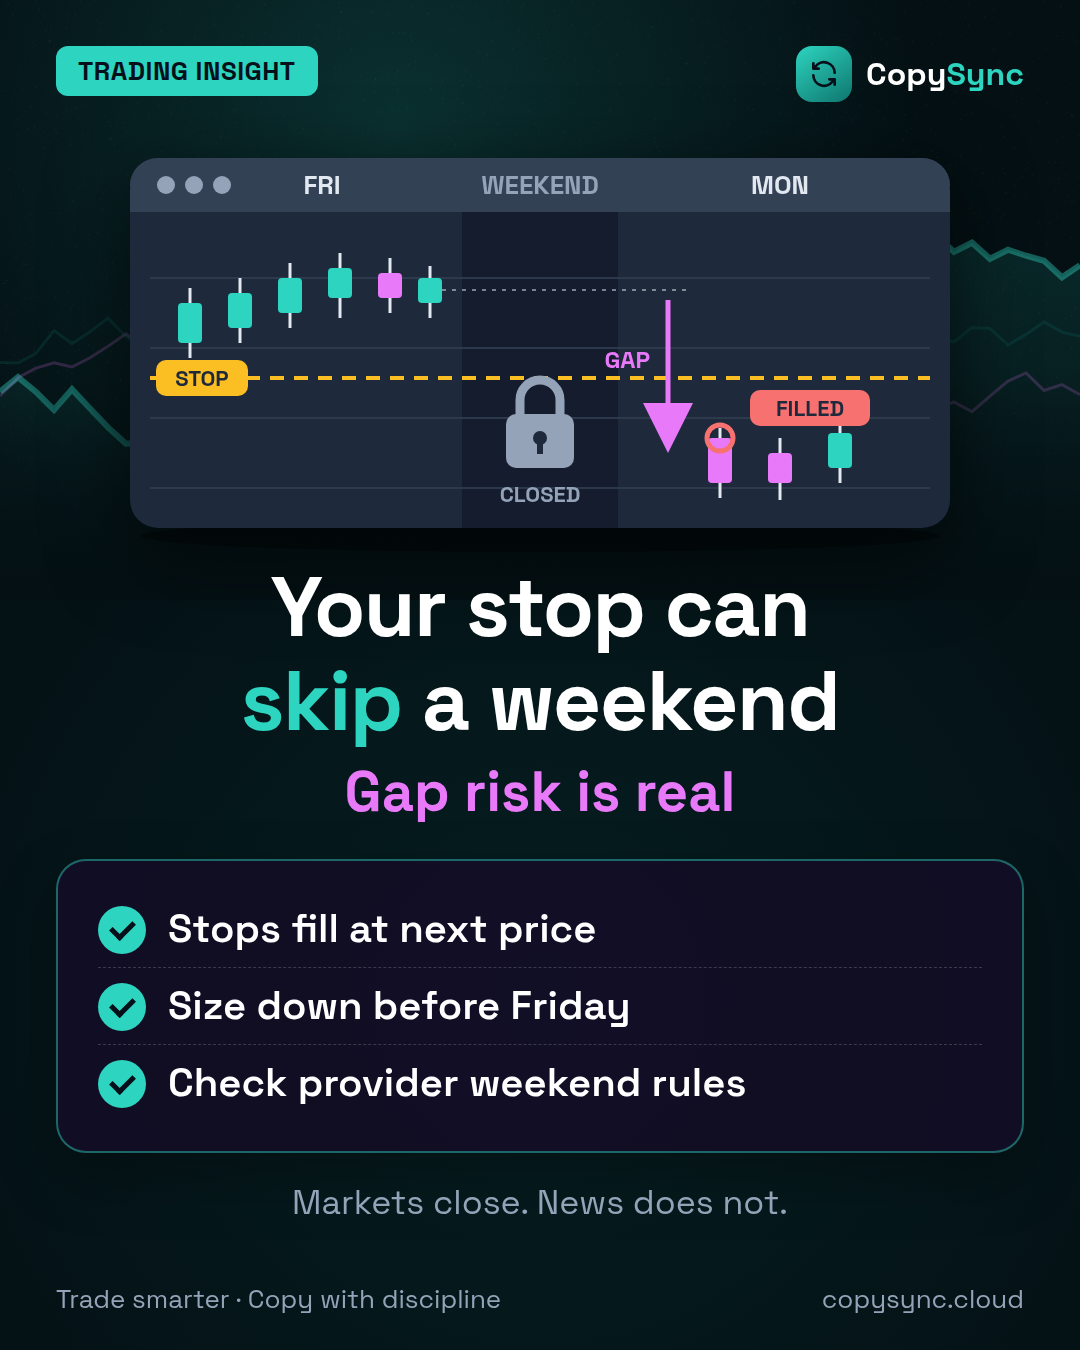 TRADING INSIGHT
CopySync
FRI
WEEKEND
MON
GAP
STOP
FILLED
CLOSED
Your stop can
skip a weekend
Gap risk is real
Stops fill at next price
Size down before Friday
Check provider weekend rules
Markets close. News does not.
Trade smarter · Copy with discipline
copysync.cloud